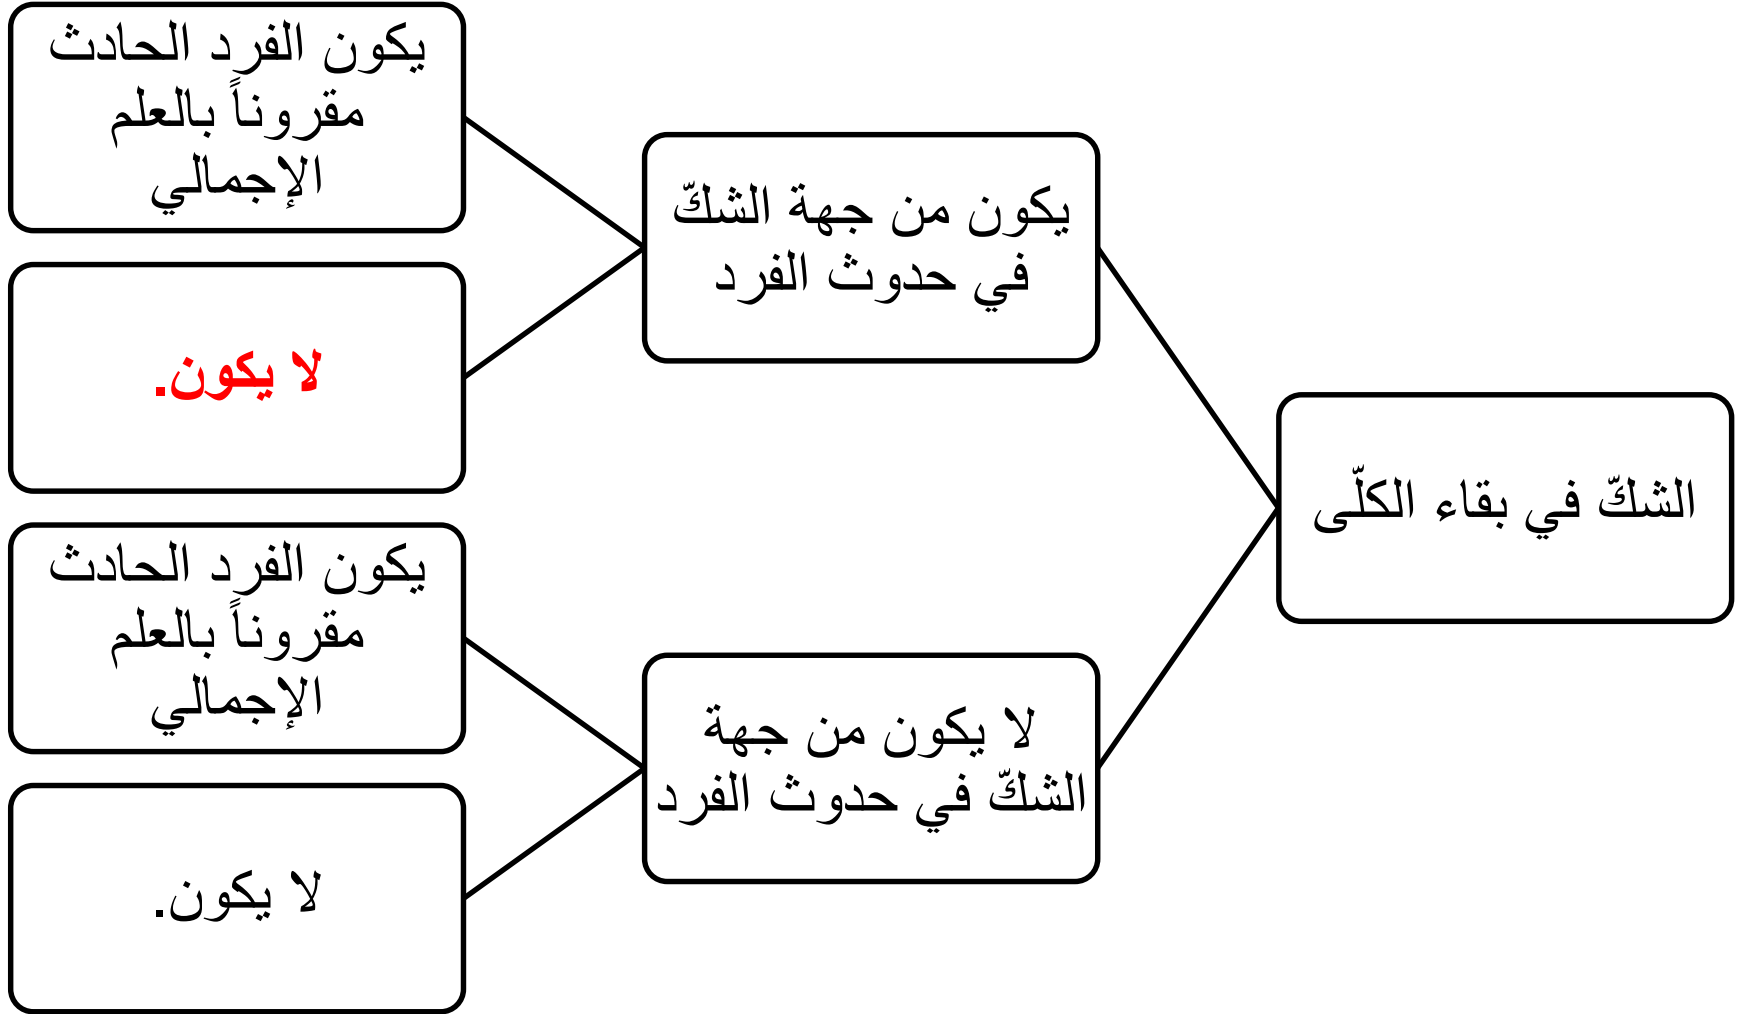 الشكّ في بقاء الكلّى
يكون من جهة الشكّ
في حدوث الفرد
يكون الفرد الحادث
مقروناً بالعلم
الإجمالي
لا يكون.
لا يكون من جهة
الشكّ في حدوث الفرد
يكون الفرد الحادث
مقروناً بالعلم
الإجمالي
لا يكون.